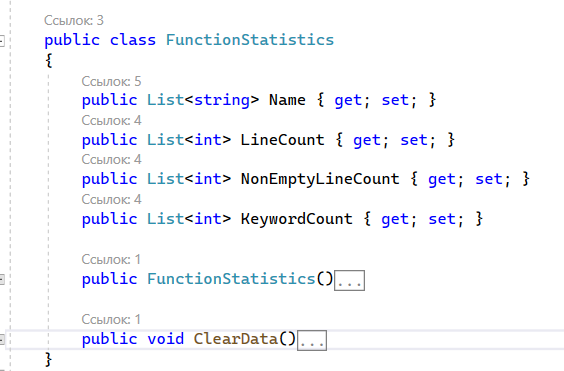 Ссылок: 3
public class FunctionStatistics
{
Ссылок: 5
public List<string> Name { get; set; }
Ссылок: 4
public List<int> LineCount { get; set; }
Ссылок: 4
public List<int> NonEmptyLineCount { get; set; }
Ссылок: 4
public List<int> KeywordCount { get; set; }
Ссылок: 1
public FunctionStatistics()...
Ссылок: 1
public void ClearData()...
}